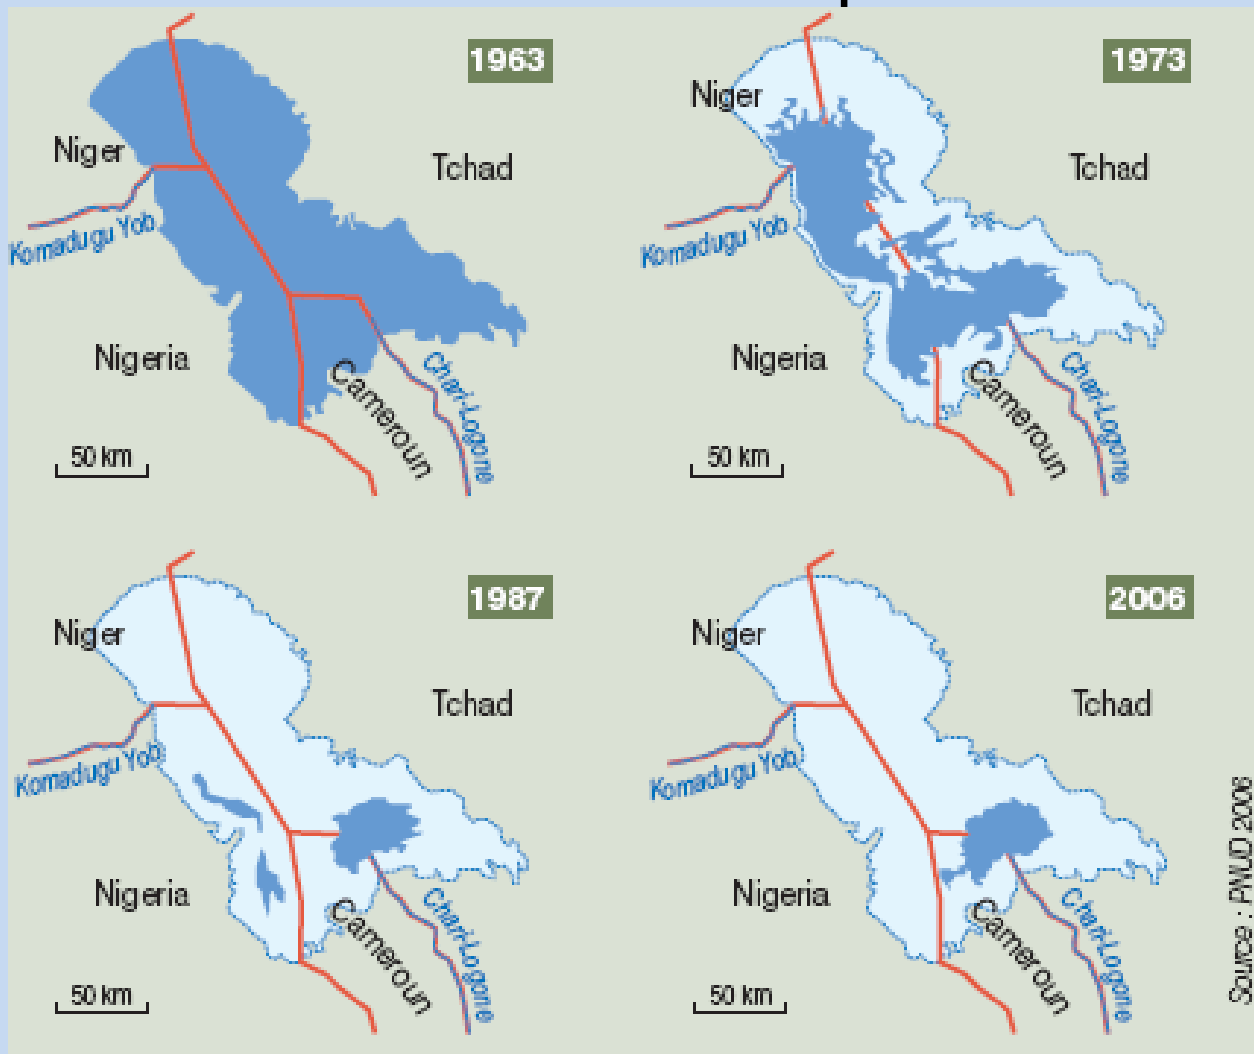 1963
Niger
Tchad
Komadugu Yob
Nigeria
Cameroun
Chari-Logone
50 km
1973
Niger
Tchad
Komadugu Yob
Nigeria
Cameroun
Chari-Logone
50 km
1987
Niger
Tchad
Komadugu Yob
Nigeria
Cameroun
Chari-Logone
50 km
2006
Niger
Tchad
Komadugu Yob
Nigeria
Cameroun
Chari-Logone
50 km
Source : PNUD 2006